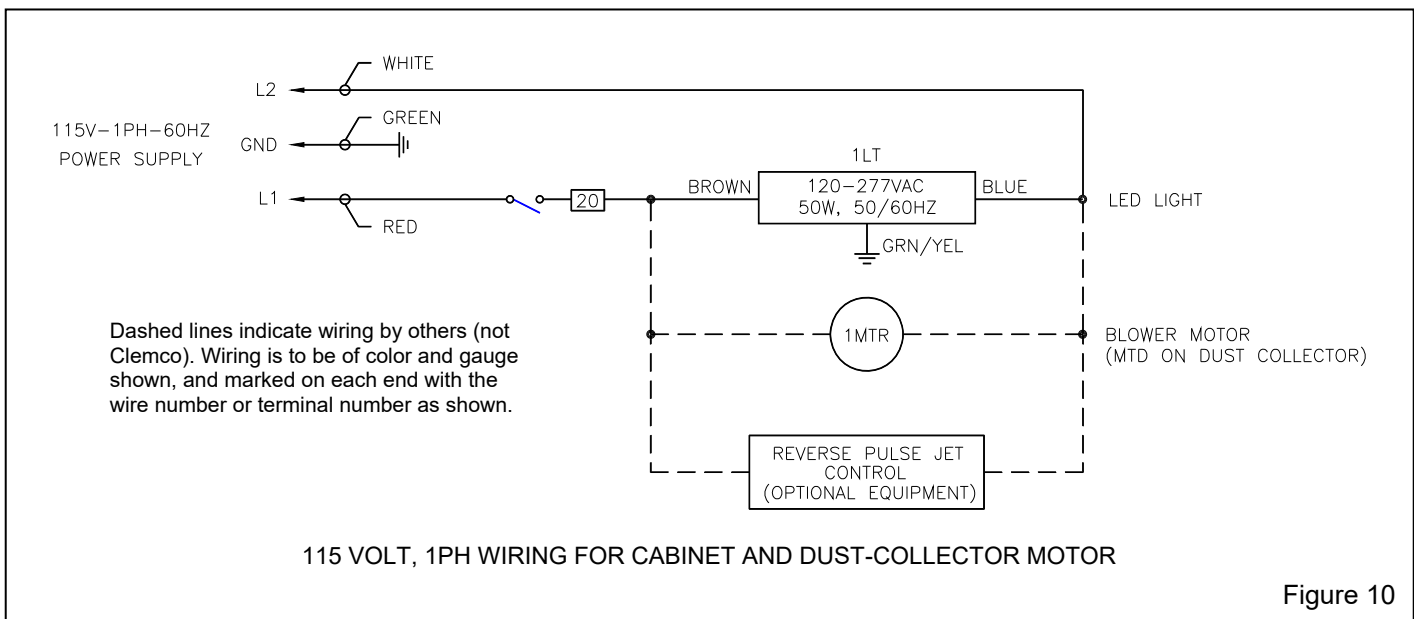 WHITE
L2
GREEN
115V-1PH-60HZ
POWER SUPPLY
GND
1LT
L1
20
BROWN
120-277VAC
50W, 50/60HZ
BLUE
LED LIGHT
RED
GRN/YEL
Dashed lines indicate wiring by others (not
Clemco). Wiring is to be of color and gauge
shown, and marked on each end with the
wire number or terminal number as shown.
1MTR
BLOWER MOTOR
(MTD ON DUST COLLECTOR)
REVERSE PULSE JET
CONTROL
(OPTIONAL EQUIPMENT)
115 VOLT, 1PH WIRING FOR CABINET AND DUST-COLLECTOR MOTOR
Figure 10